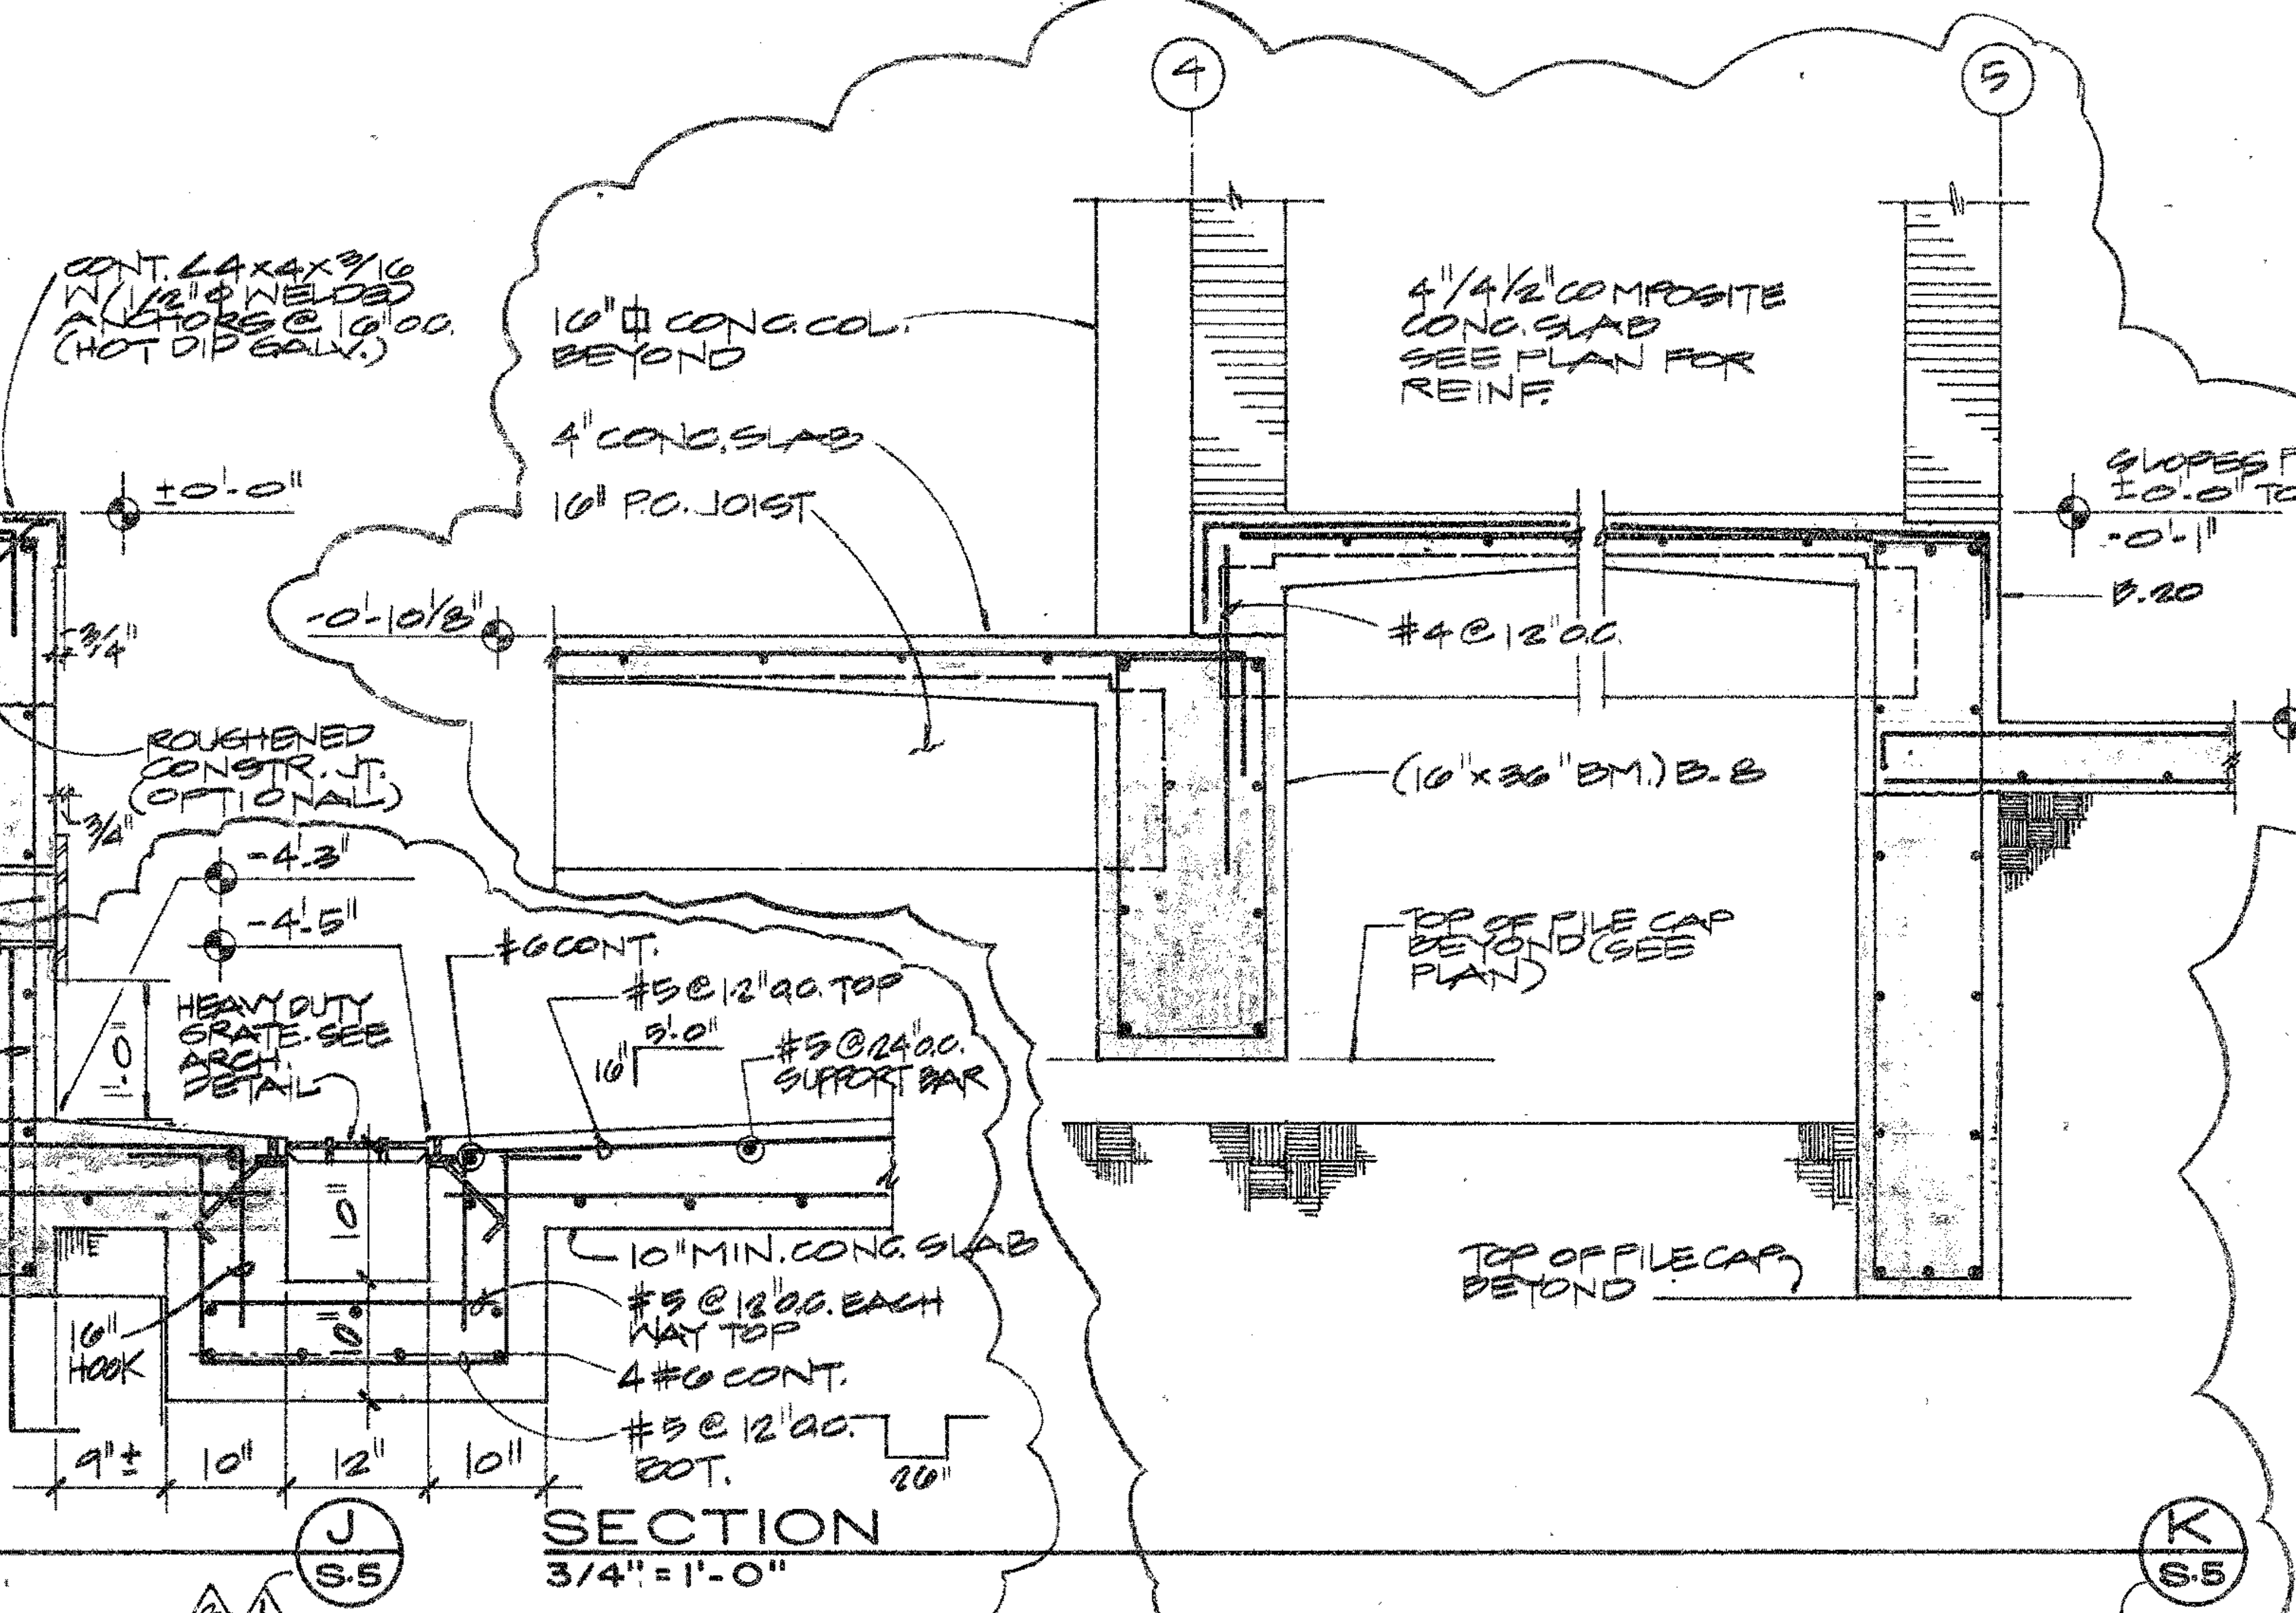 4
5
CONT. L4x4x3/16
W/1/2"φ WELDED
ANCHORS @ 16" O.C.
(HOT DIP GALV.)
±0'-0"
3/4"
ROUGHENED
CONSTR. JT.
(OPTIONAL)
3/4"
16" CONC. COL.
BEYOND
4" CONC. SLAB
16" P.C. JOIST
-0'-10 1/8"
4"/4 1/2" COMPOSITE
CONC. SLAB
SEE PLAN FOR
REINF.
±0'-0" TO
-0'-1"
B.20
#4 @ 12" O.C.
(16"x36" BM.) B-8
TOP OF PILE CAP
BEYOND (SEE
PLAN)
TOP OF PILE CAP
BEYOND
-4'-3"
-4'-5"
1'-0"
HEAVY DUTY
GRATE. SEE
ARCH.
DETAIL
#6 CONT.
#5 @ 12" O.C. TOP
5'-0"
16"
#5 @ 24" O.C.
SUPPORT BAR
10"
10"
10" MIN. CONC. SLAB
#5 @ 12" O.C. EACH
WAY TOP
4 #6 CONT.
#5 @ 12" O.C.
BOT.
26"
16"
HOOK
9"±
10"
12"
10"
J
S.5
SECTION
3/4" = 1'-0"
K
S.5